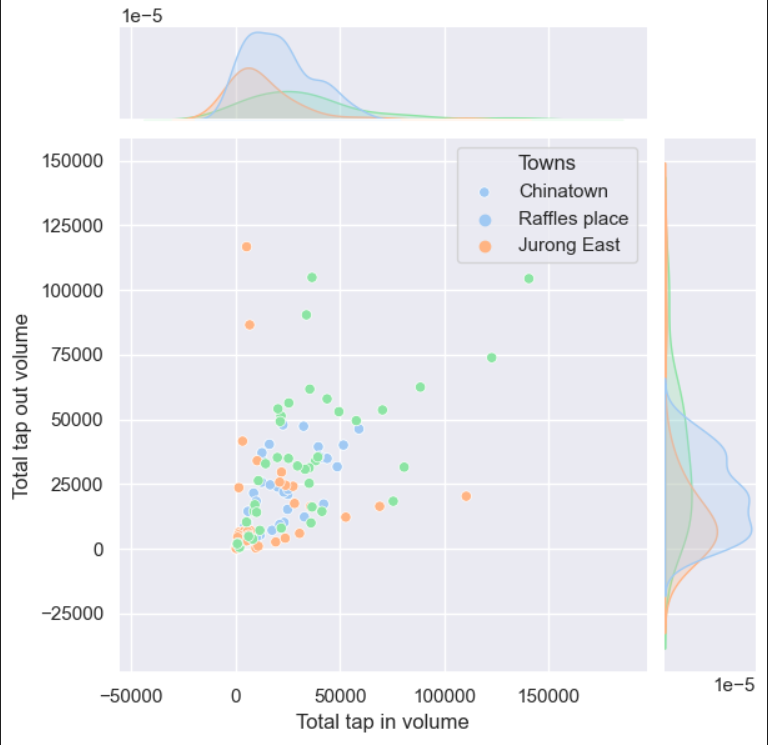 1e−5
150000
125000
100000
75000
50000
25000
0
−25000
Total tap out volume
Towns
Chinatown
Raffles place
Jurong East
1e−5
−50000
0
50000
100000
150000
Total tap in volume